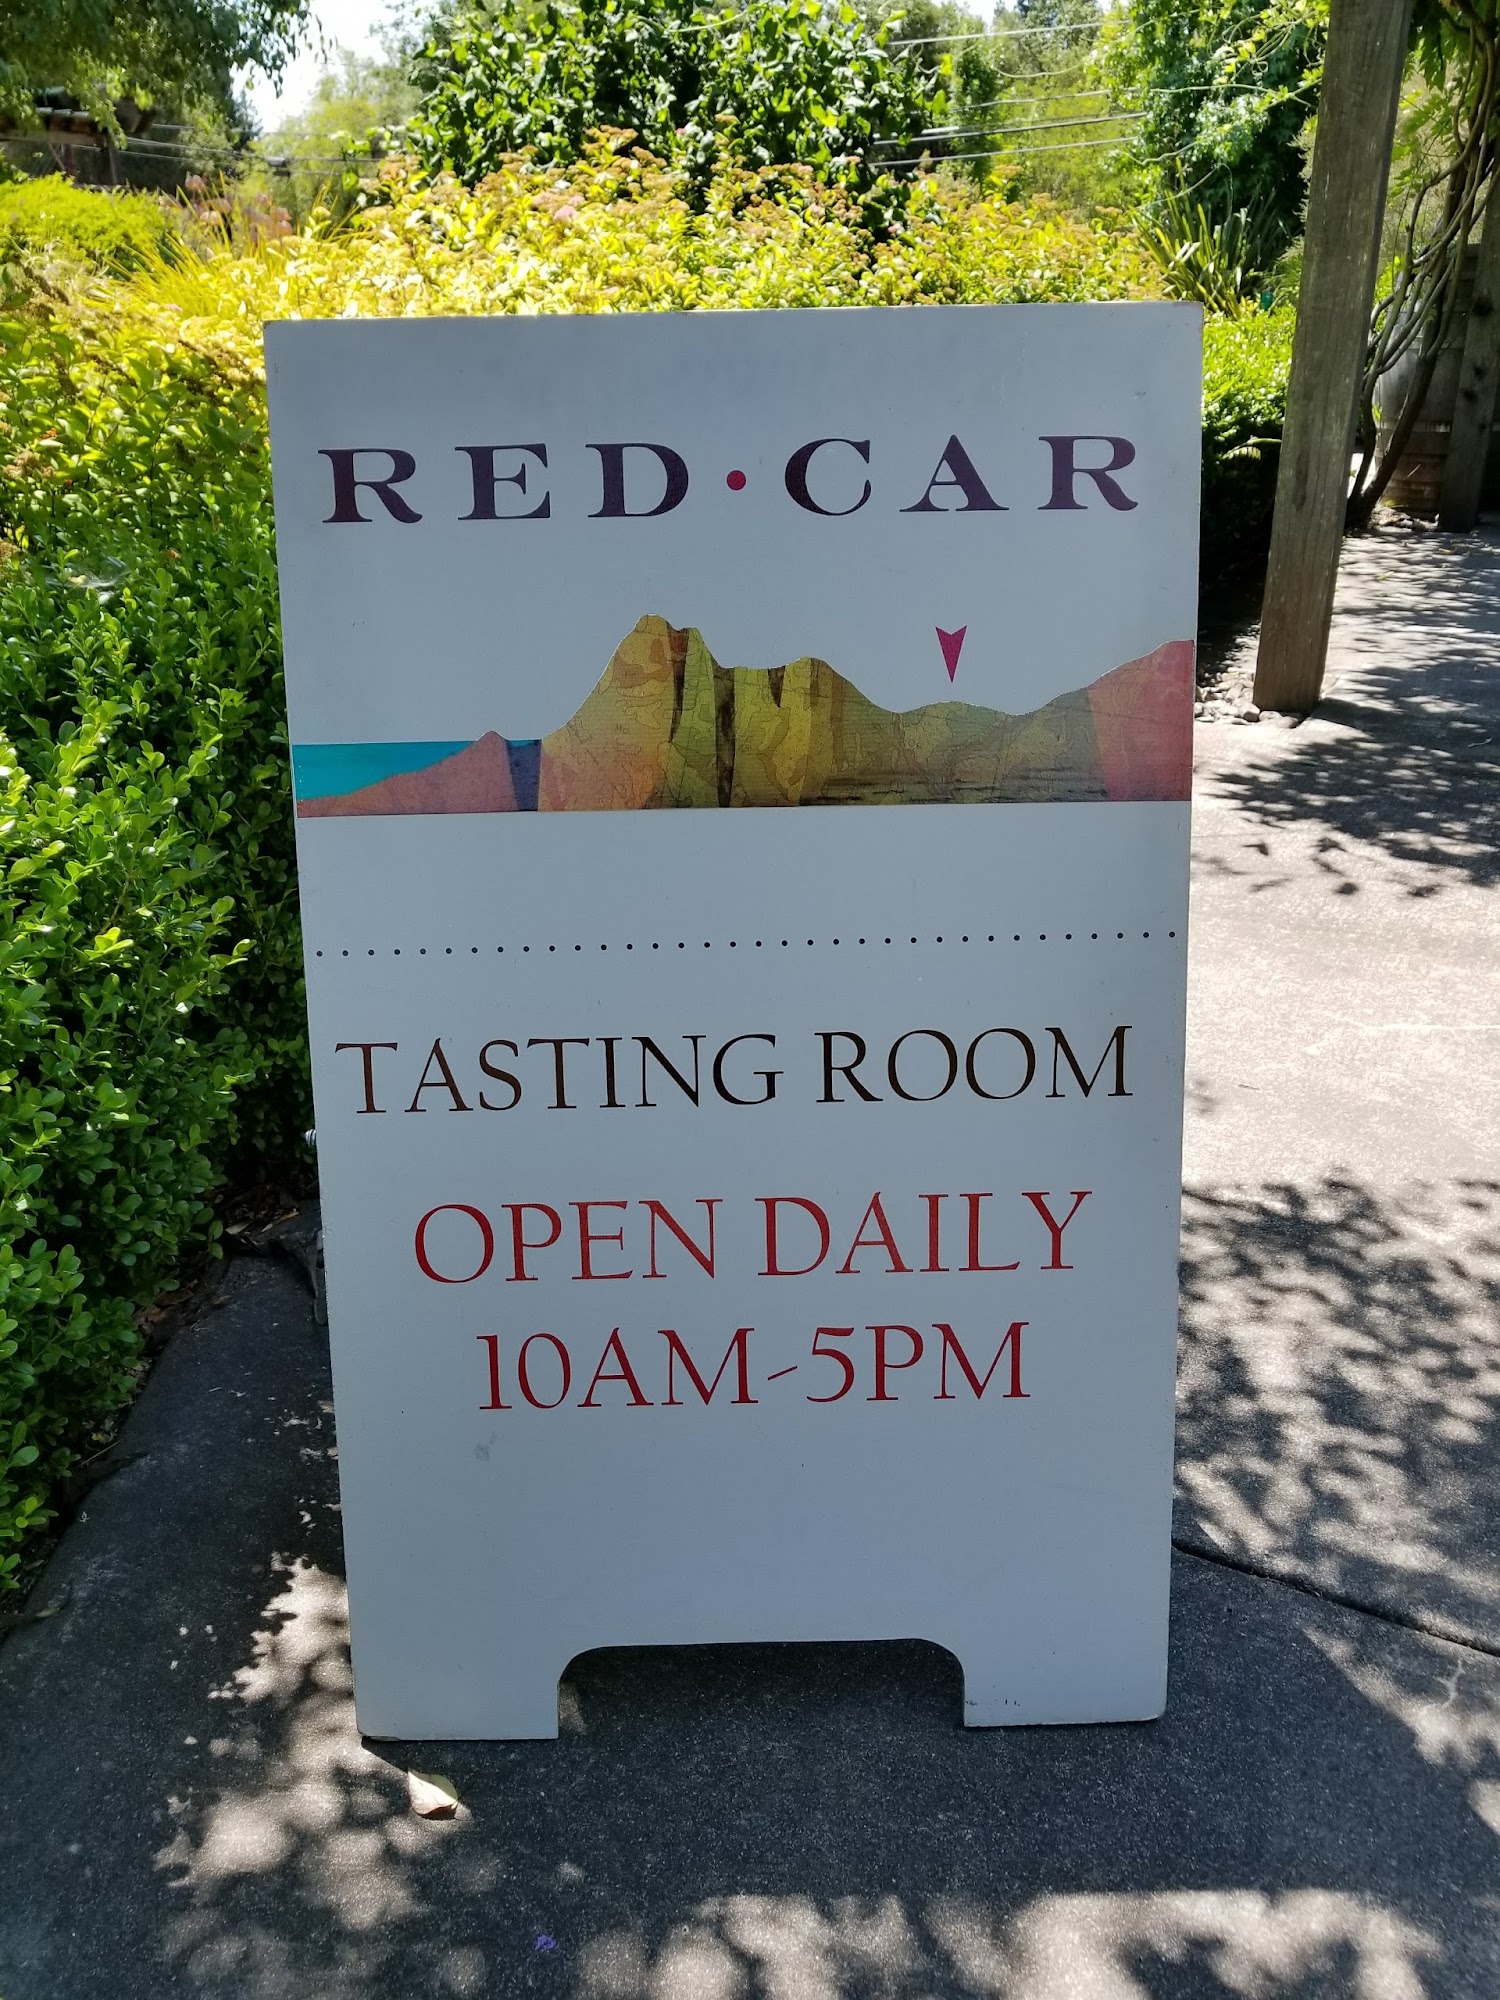 RED•CAR
TASTING ROOM
OPEN DAILY
10AM-5PM